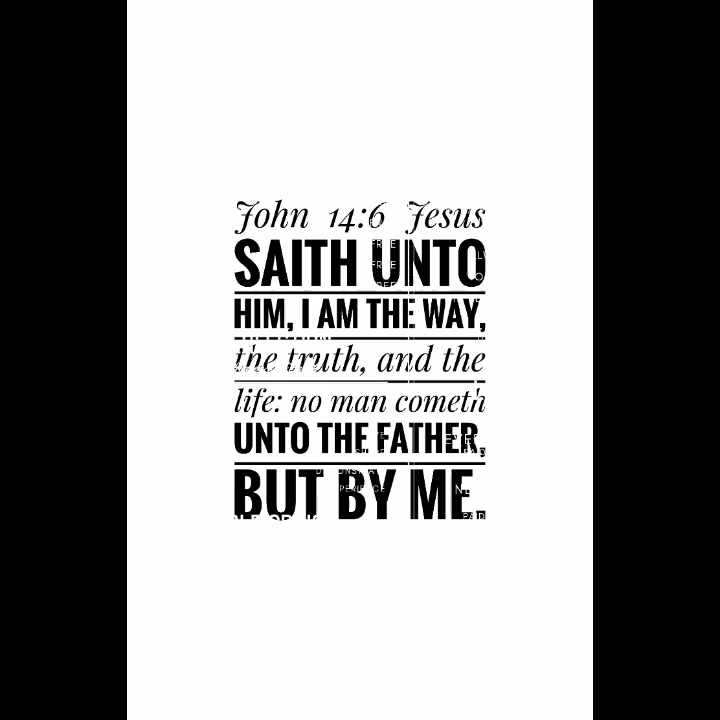 John 14:6 Jesus
SAITH UNTO
HIM, I AM THE WAY,
the truth, and the
life: no man cometh
UNTO THE FATHER,
BUT BY ME.